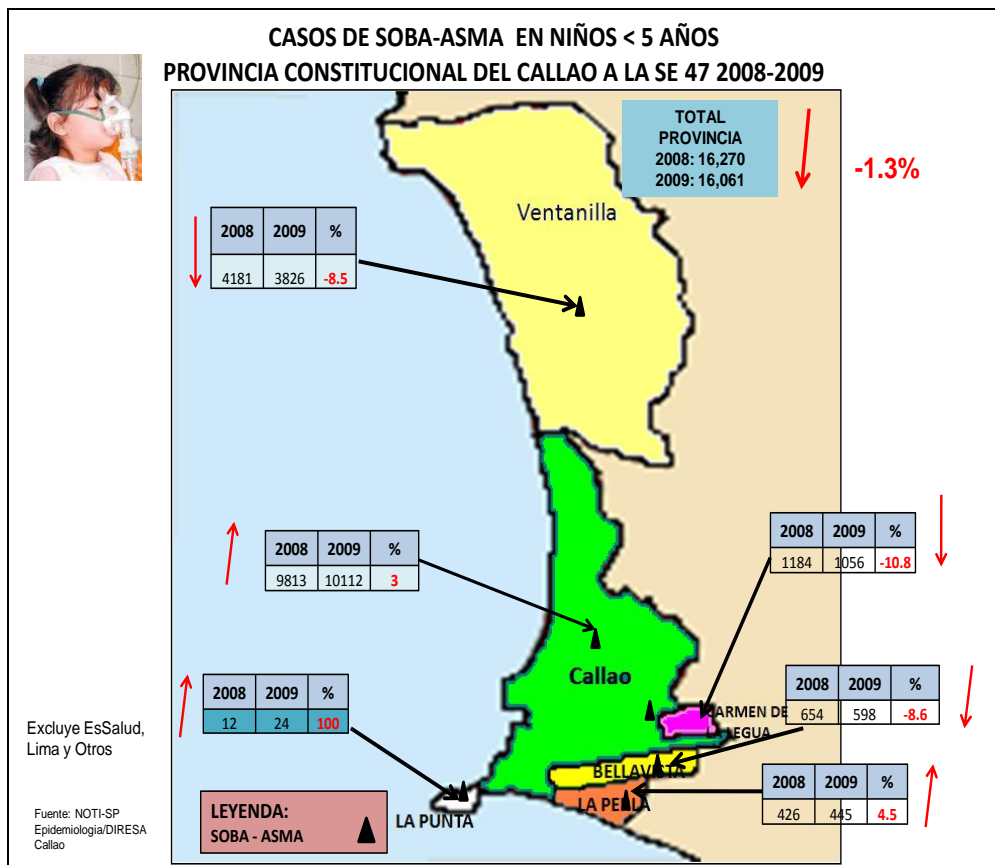 CASOS DE SOBA-ASMA EN NIÑOS < 5 AÑOS
PROVINCIA CONSTITUCIONAL DEL CALLAO A LA SE 47 2008-2009
TOTAL
PROVINCIA
2008: 16,270
2009: 16,061
-1.3%
Ventanilla
2008 2009 %
4181 3826 -8.5
2008 2009 %
9813 10112 3
2008 2009 %
1184 1056 -10.8
Callao
2008 2009 %
12 24 100
2008 2009 %
654 598 -8.6
CARMEN DE
LA LEGUA
BELLAVISTA
LA PERLA
2008 2009 %
426 445 4.5
LA PUNTA
Excluye EsSalud,
Lima y Otros
LEYENDA:
SOBA - ASMA
Fuente: NOTI-SP
Epidemiologia/DIRESA
Callao